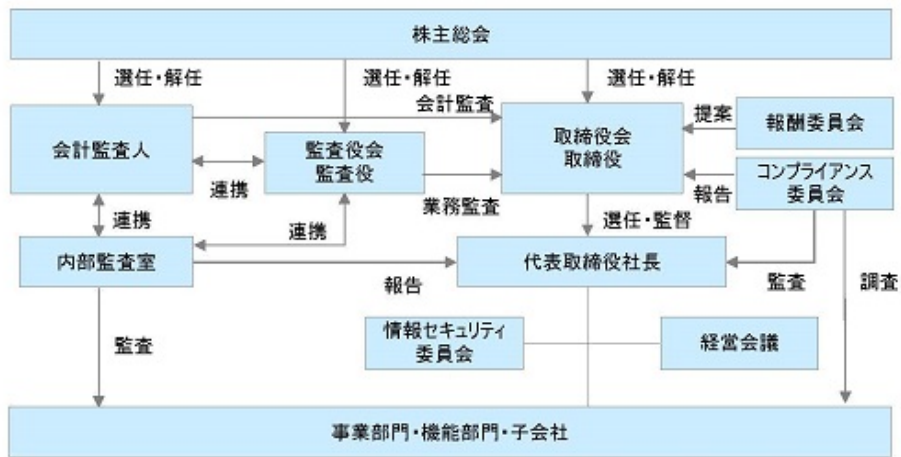 株主総会
選任・解任
選任・解任
選任・解任
会計監査
会計監査人
監査役会
監査役
取締役会
取締役
提案
報酬委員会
連携
業務監査
報告
コンプライアンス
委員会
連携
連携
選任・監督
内部監査室
報告
代表取締役社長
監査
調査
監査
情報セキュリティ
委員会
経営会議
事業部門・機能部門・子会社